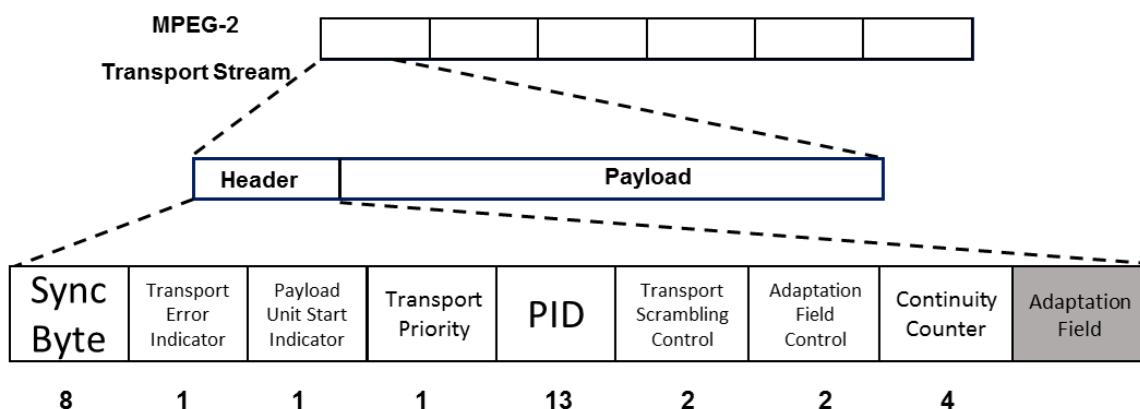 MPEG-2
Transport Stream
Header
Payload
Sync
Byte
Transport
Error
Indicator
Payload
Unit Start
Indicator
Transport
Priority
PID
Transport
Scrambling
Control
Adaptation
Field
Control
Continuity
Counter
Adaptation
Field
8
1
1
1
13
2
2
4